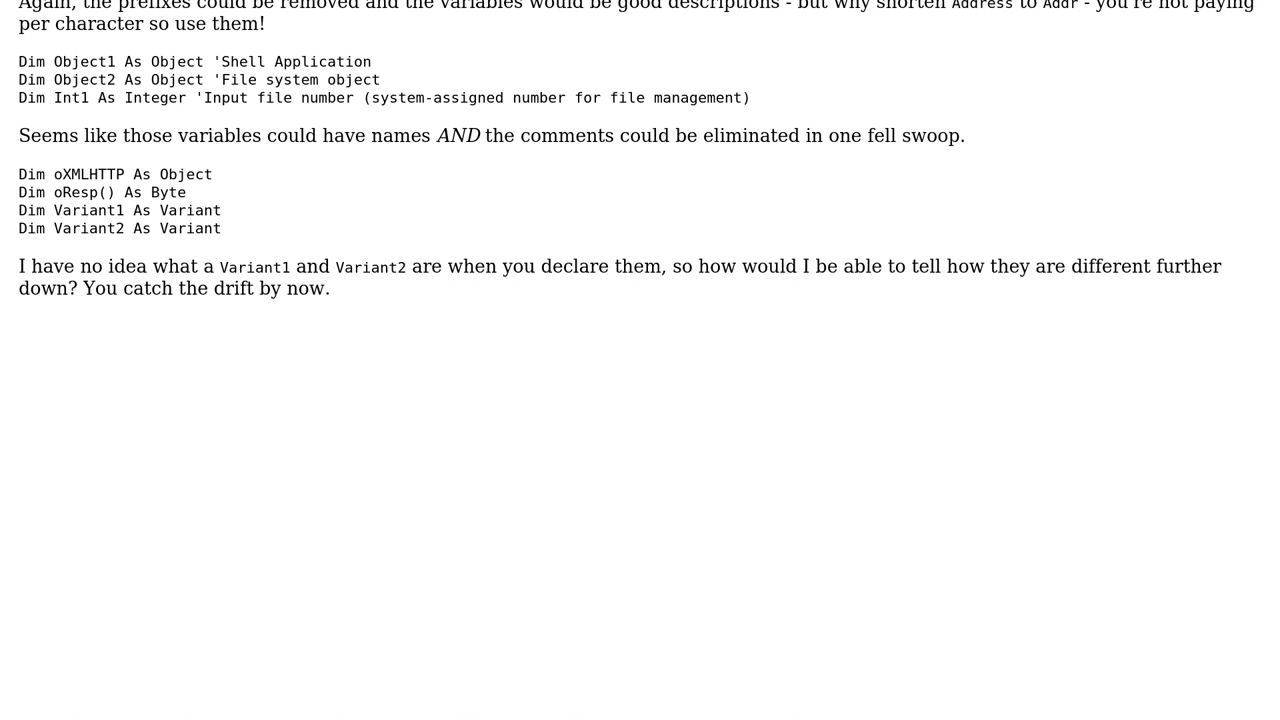 Again, the prefixes could be removed and the variables would be good descriptions - but why shorten Address to Addr - you're not paying
per character so use them!
Dim Object1 As Object 'Shell Application
Dim Object2 As Object 'File system object
Dim Int1 As Integer 'Input file number (system-assigned number for file management)
Seems like those variables could have names AND the comments could be eliminated in one fell swoop.
Dim oXMLHTTP As Object
Dim oResp() As Byte
Dim Variant1 As Variant
Dim Variant2 As Variant
I have no idea what a Variant1 and Variant2 are when you declare them, so how would I be able to tell how they are different further
down? You catch the drift by now.